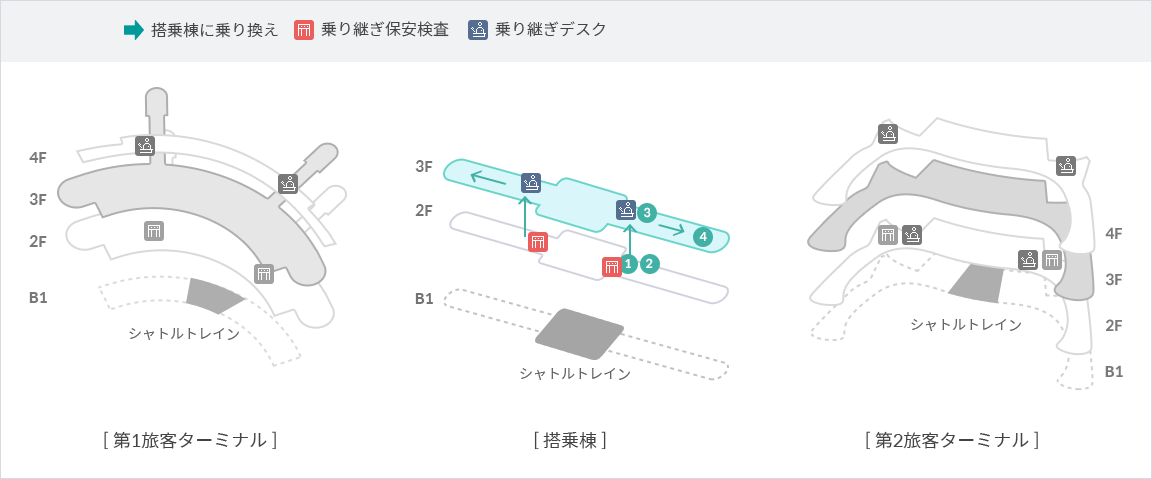 搭乗棟に乗り換え 乗り継ぎ保安検査 乗り継ぎデスク
4F
3F
2F
B1
シャトルトレイン
[ 第1旅客ターミナル ]
3F
2F
B1
3
4
1 2
シャトルトレイン
[ 搭乗棟 ]
4F
3F
2F
B1
シャトルトレイン
[ 第2旅客ターミナル ]